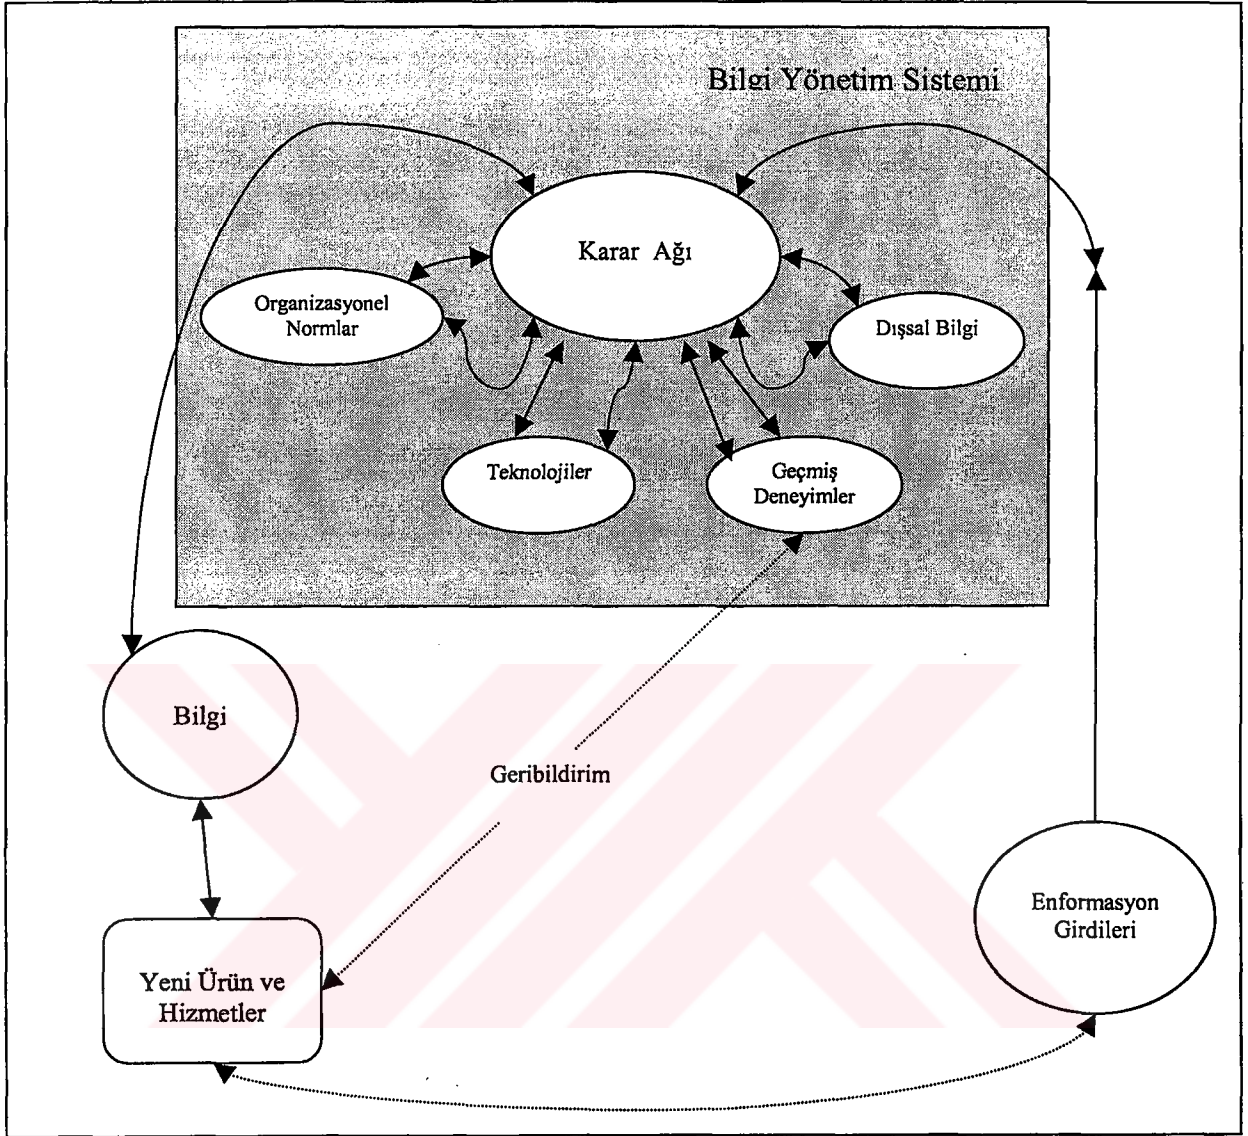 Bilgi Yönetim Sistemi
Karar Ağı
Organizasyonel
Normlar
Dışsal Bilgi
Teknolojiler
Geçmiş
Deneyimler
Bilgi
Geribildirim
Enformasyon
Girdileri
Yeni Ürün ve
Hizmetler